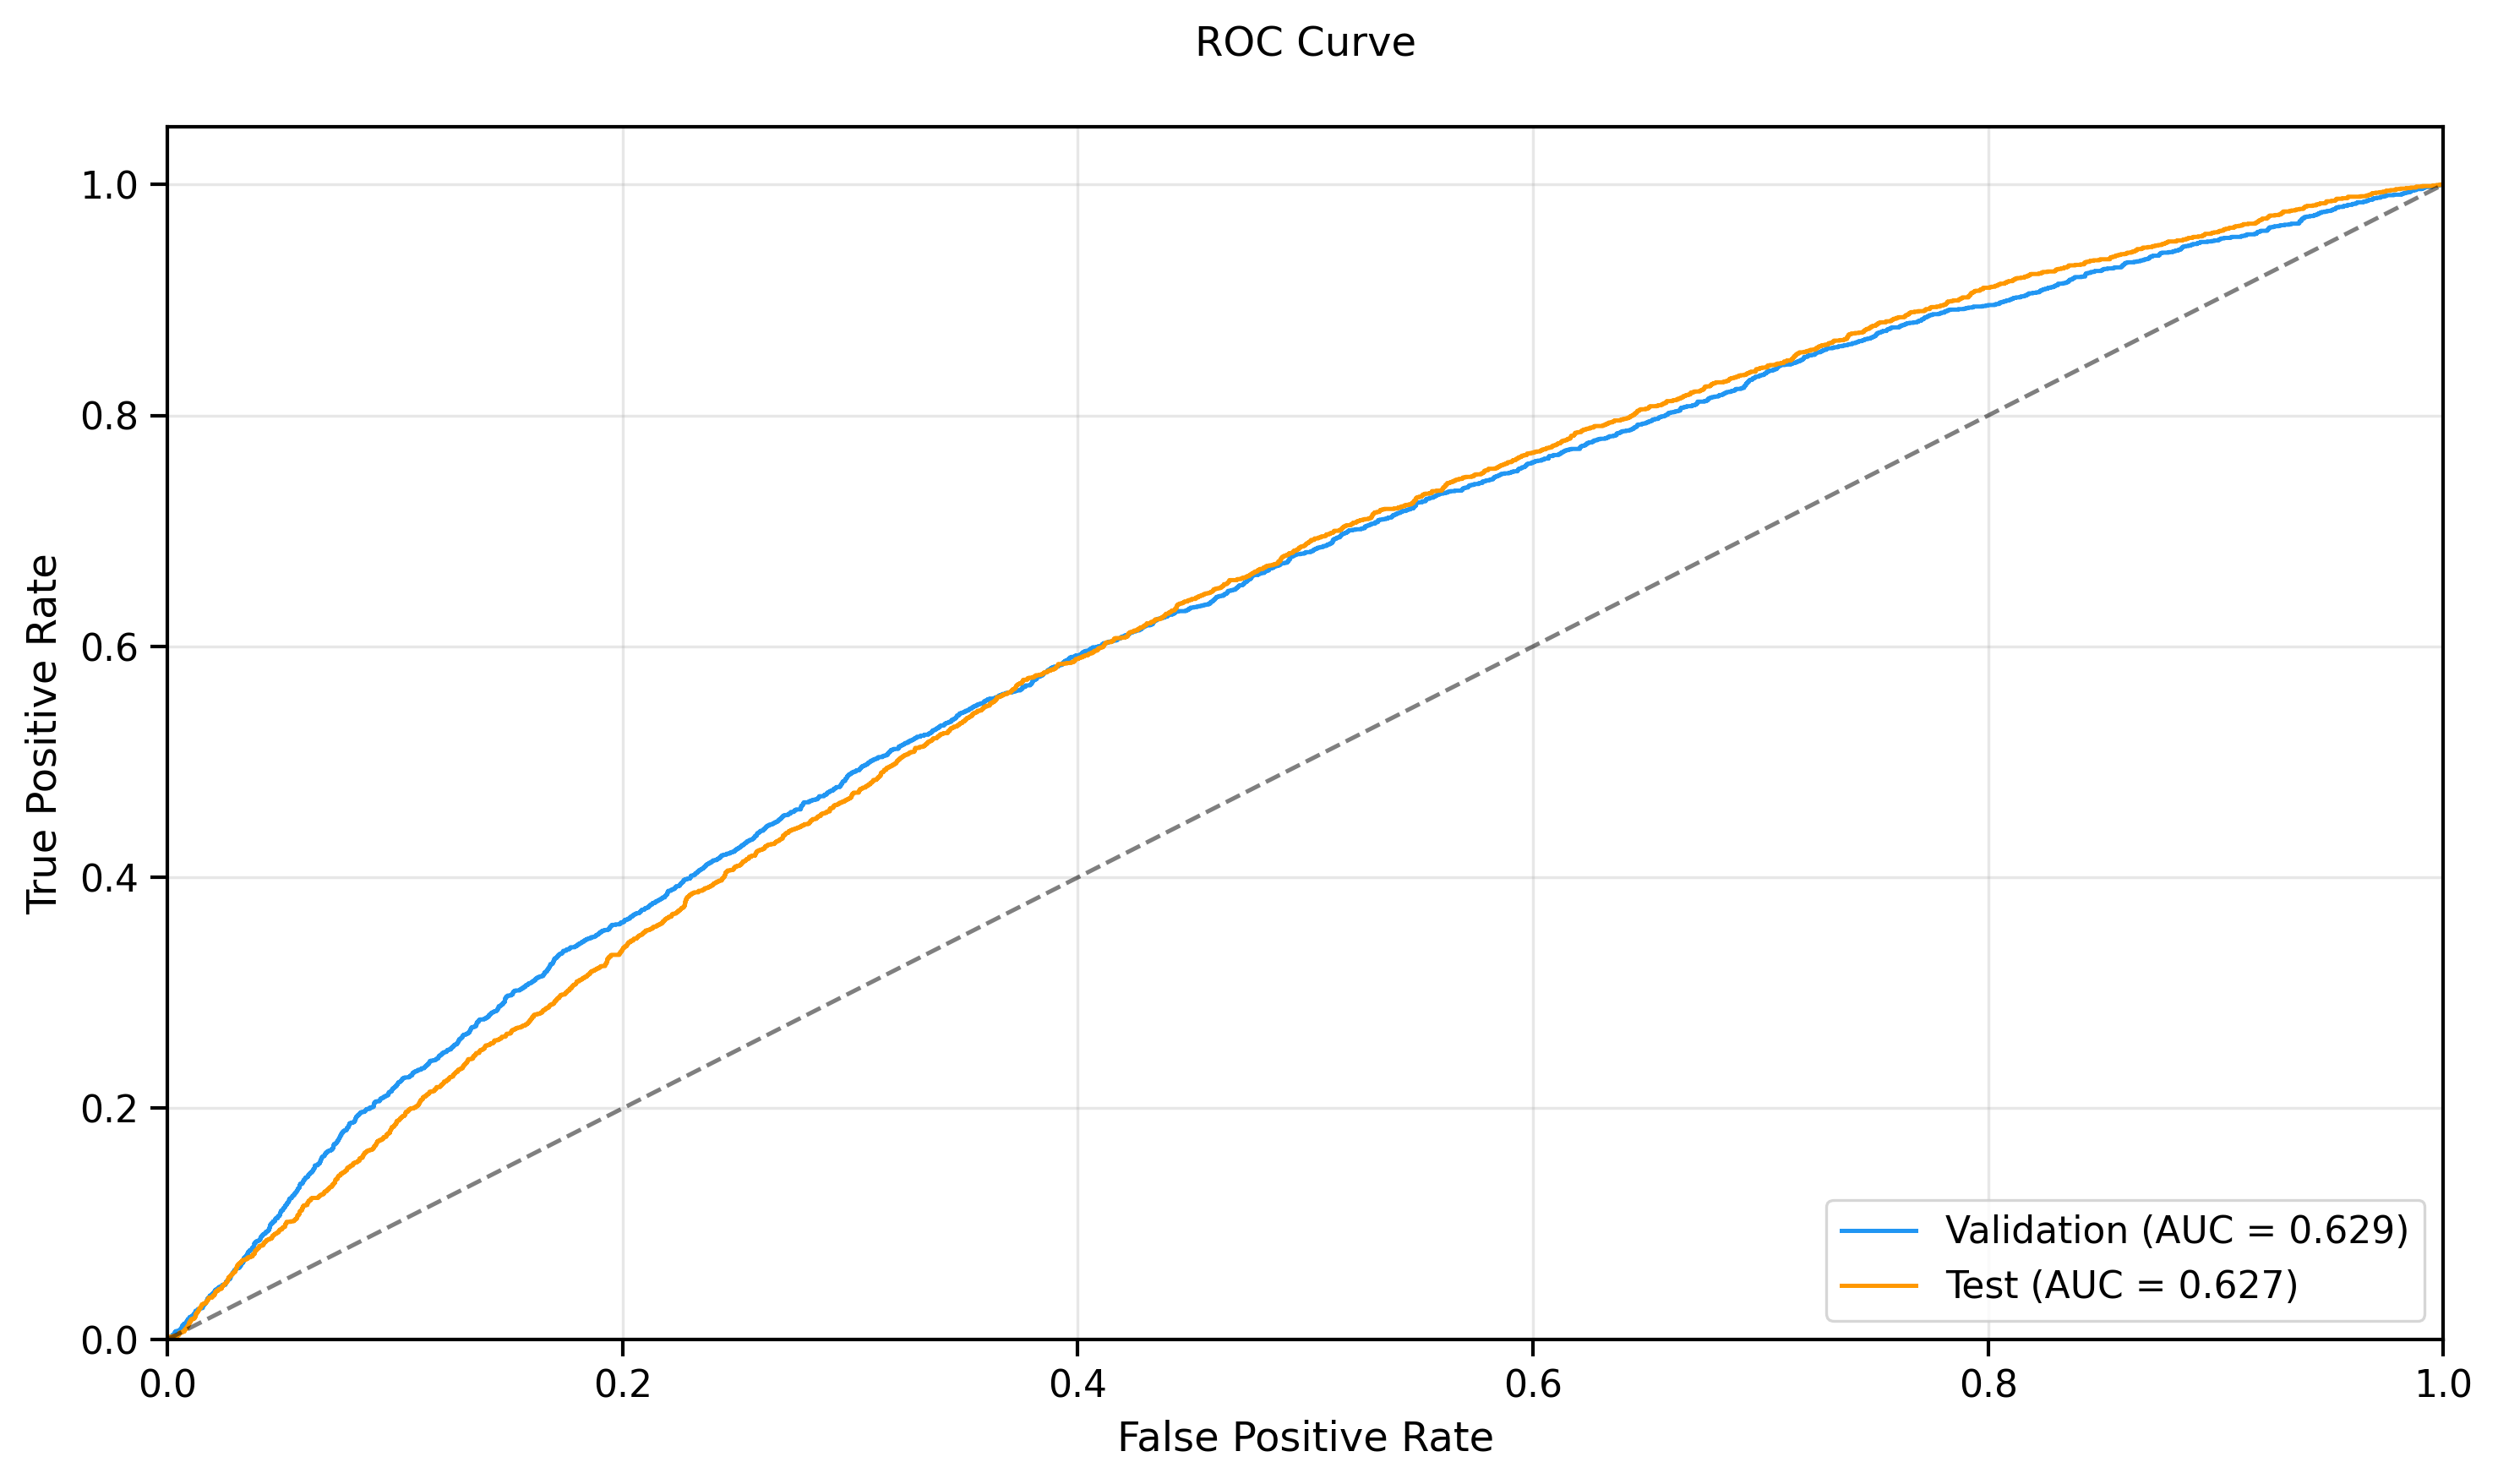 ROC Curve
True Positive Rate
1.0
0.8
0.6
0.4
0.2
0.0
0.0 0.2 0.4 0.6 0.8 1.0
False Positive Rate
Validation (AUC = 0.629)
Test (AUC = 0.627)